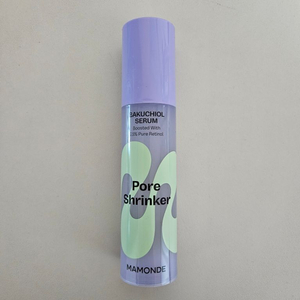 BAKUCHIOL
SERUM
Boosted With
Pure Retinol
Pore
Shrinker
MAMONDE